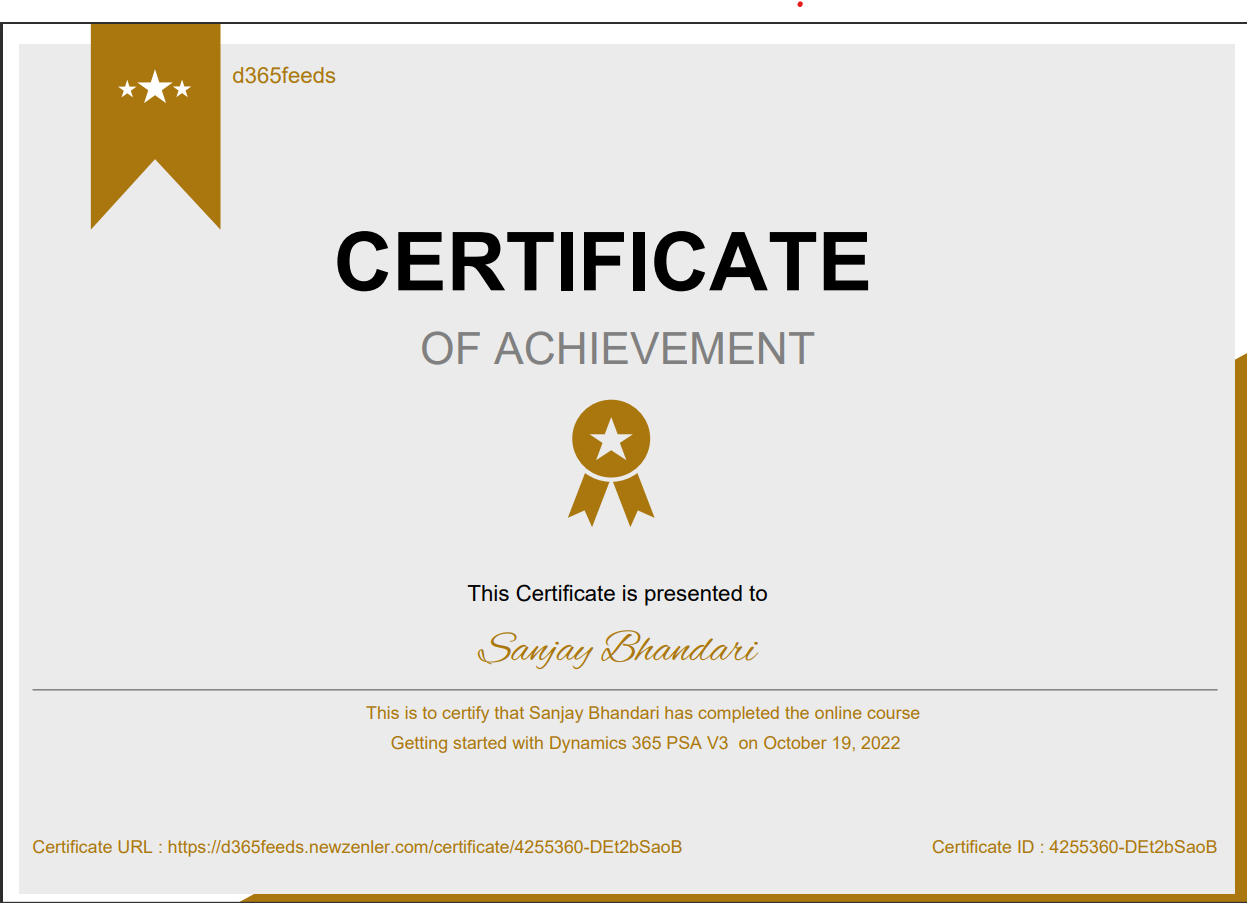 d365feeds
CERTIFICATE
OF ACHIEVEMENT
This Certificate is presented to
Sanjay Bhandari
This is to certify that Sanjay Bhandari has completed the online course
Getting started with Dynamics 365 PSA V3  on October 19, 2022
Certificate URL : https://d365feeds.newzenler.com/certificate/4255360-DEt2bSaoB
Certificate ID : 4255360-DEt2bSaoB